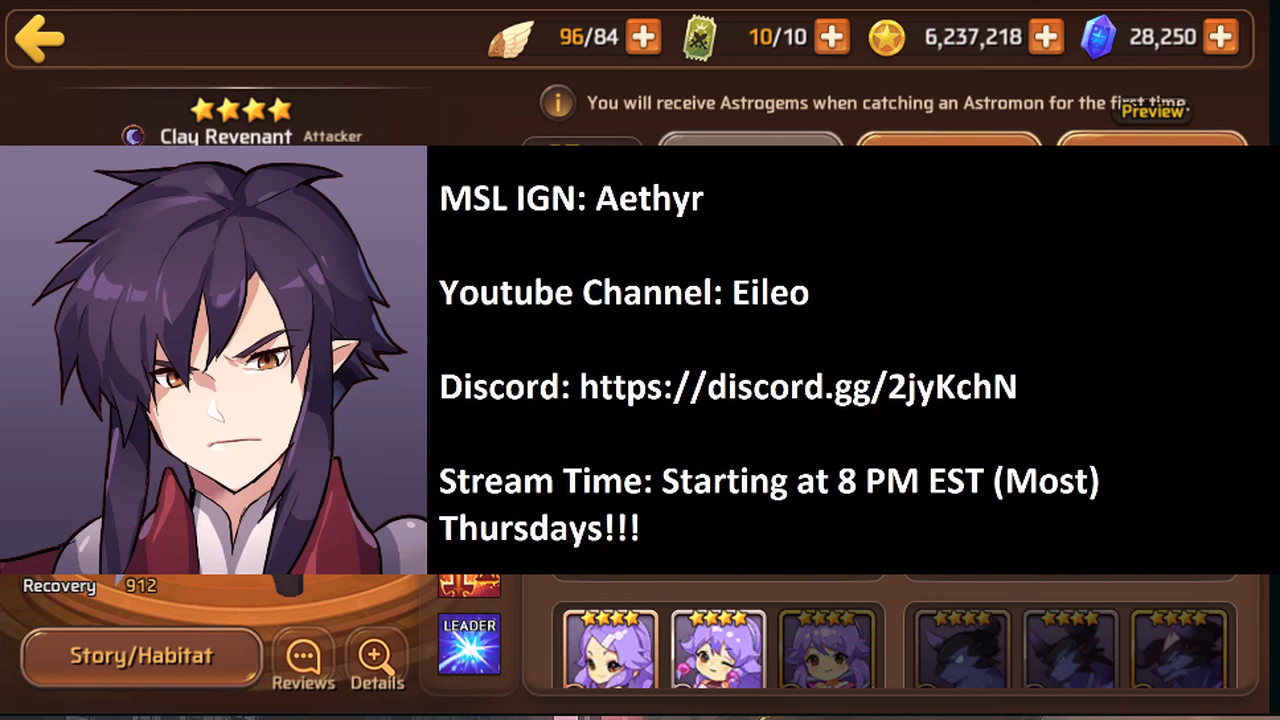 96/84
10/10
6,237,218
28,250
You will receive Astrogems when catching an Astromon for the first time.
Preview
Clay Revenant Attacker
MSL IGN: Aethyr
Youtube Channel: Eileo
Discord: https://discord.gg/2jyKchN
Stream Time: Starting at 8 PM EST (Most)
Thursdays!!!
Recovery 912
LEADER
Story/Habitat
Reviews
Details